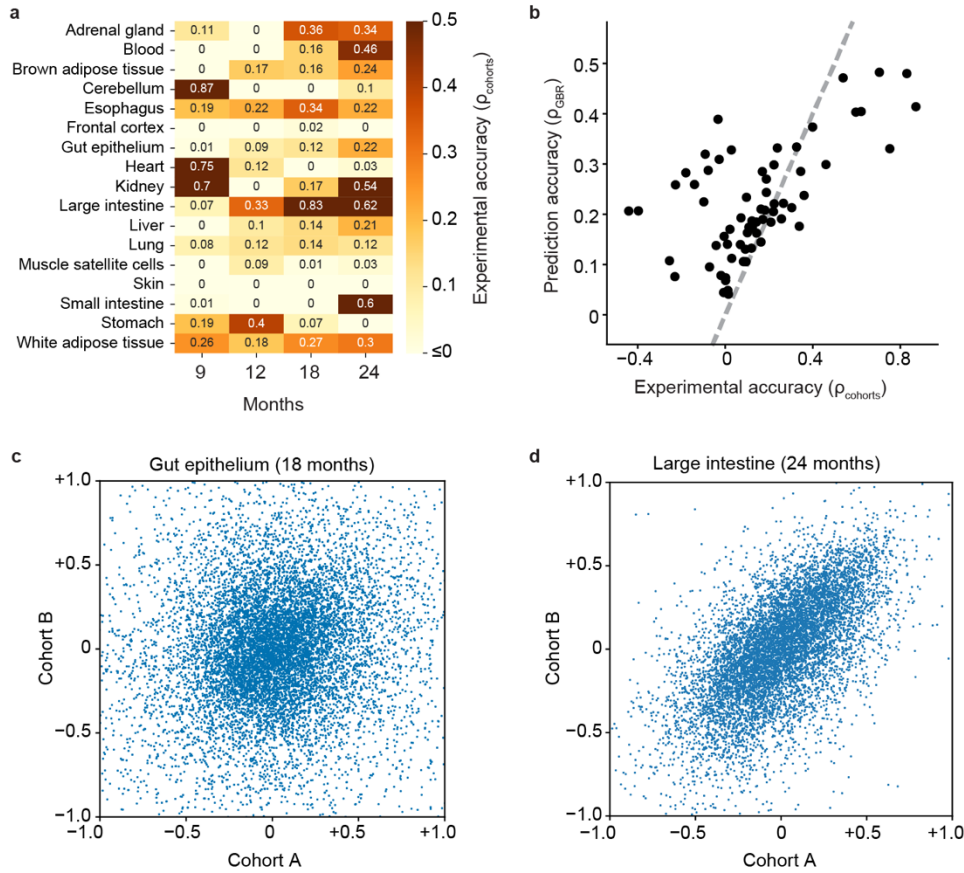 a
Adrenal gland 0.11 0 0.36 0.34
Blood 0 0 0.16 0.46
Brown adipose tissue 0 0.17 0.16 0.24
Cerebellum 0.87 0 0 0.1
Esophagus 0.19 0.22 0.34 0.22
Frontal cortex 0 0 0.02 0
Gut epithelium 0.01 0.09 0.12 0.22
Heart 0.75 0.12 0 0.03
Kidney 0.7 0 0.17 0.54
Large intestine 0.07 0.33 0.83 0.62
Liver 0 0.1 0.14 0.21
Lung 0.08 0.12 0.14 0.12
Muscle satellite cells 0 0.09 0.01 0.03
Skin 0 0 0 0
Small intestine 0.01 0 0 0.6
Stomach 0.19 0.4 0.07 0
White adipose tissue 0.26 0.18 0.27 0.3
9 12 18 24
Months
0.5
0.4
0.3
0.2
0.1
≤0
Experimental accuracy (ρcohorts)
b
Prediction accuracy (ρGBR)
0.5
0.4
0.3
0.2
0.1
0
−0.4 0 0.4 0.8
Experimental accuracy (ρcohorts)
c
Gut epithelium (18 months)
Cohort B
+1.0
+0.5
0
−0.5
−1.0
−1.0 −0.5 0 +0.5 +1.0
Cohort A
d
Large intestine (24 months)
Cohort B
+1.0
+0.5
0
−0.5
−1.0
−1.0 −0.5 0 +0.5 +1.0
Cohort A